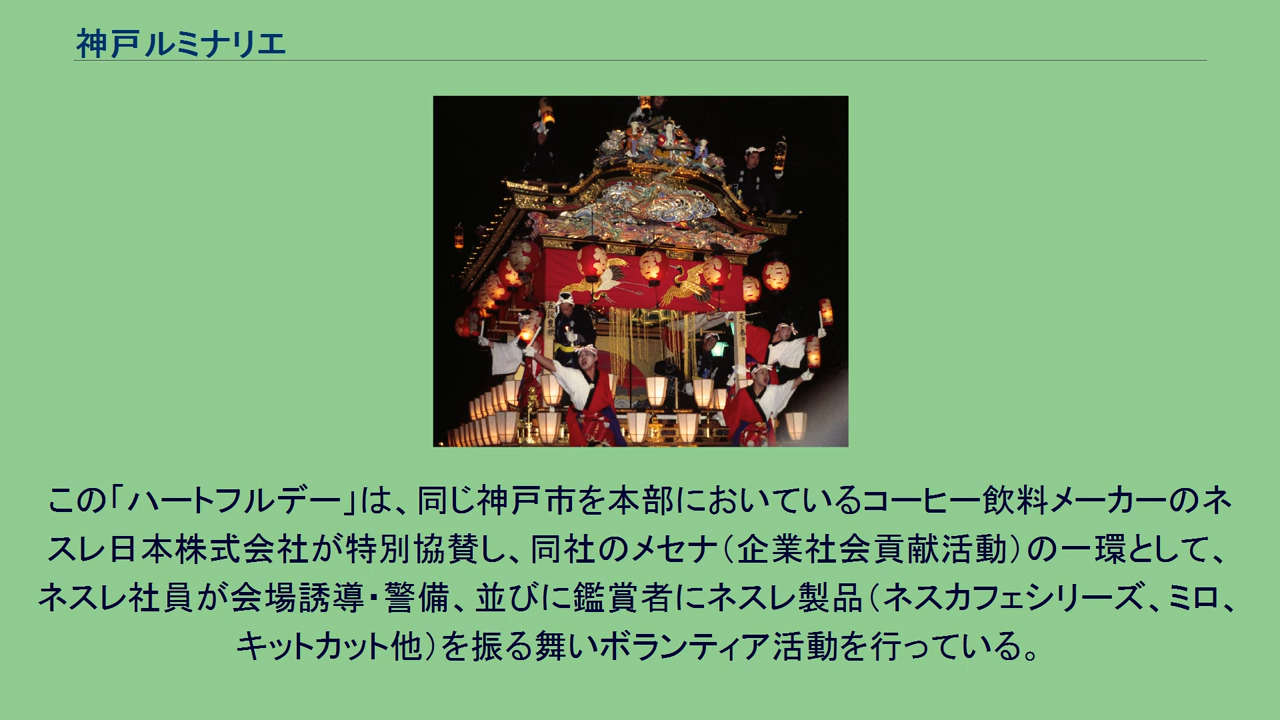 神戸ルミナリエ
この「ハートフルデー」は、同じ神戸市を本部においているコーヒー飲料メーカーのネ
スレ日本株式会社が特別協賛し、同社のメセナ（企業社会貢献活動）の一環として、
ネスレ社員が会場誘導・警備、並びに鑑賞者にネスレ製品（ネスカフェシリーズ、ミロ、
キットカット他）を振る舞いボランティア活動を行っている。